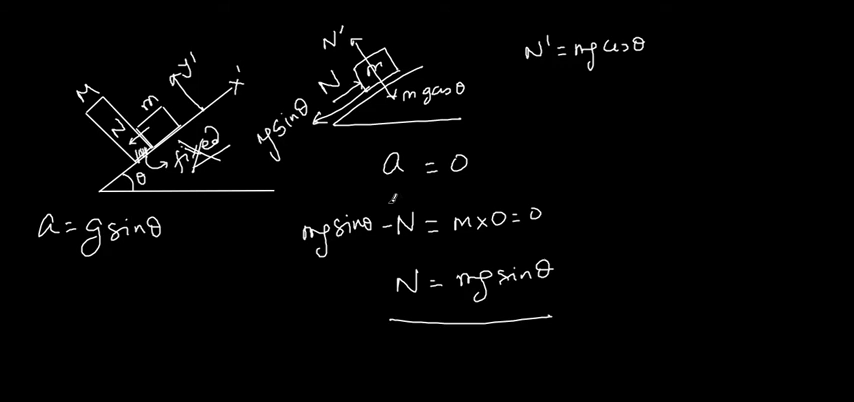 M
N
m
y'
x'
fixed
θ
a = g sinθ
N'
N
m
mg cosθ
mg sinθ
N' = mg cosθ
a = 0
mg sinθ - N = m×0 = 0
N = mg sinθ